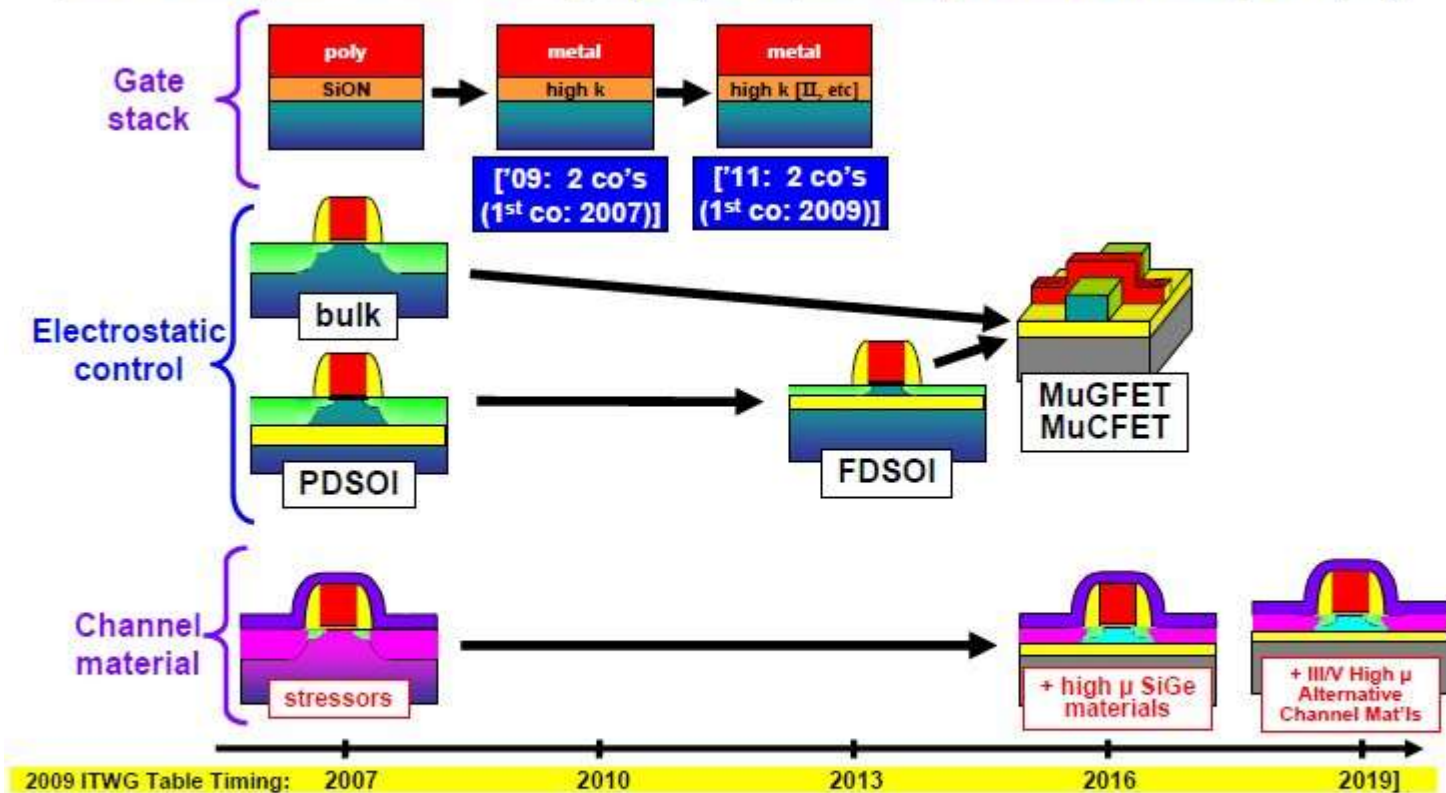 Gate
stack
poly
SiON
metal
high k
metal
high k [II, etc]
['09: 2 co's
(1st co: 2007)]
['11: 2 co's
(1st co: 2009)]
Electrostatic
control
bulk
PDSOI
FDSOI
MuGFET
MuCFET
Channel
material
stressors
+ high µ SiGe
materials
+ III/V High µ
Alternative
Channel Mat'ls
2009 ITWG Table Timing: 2007 2010 2013 2016 2019]